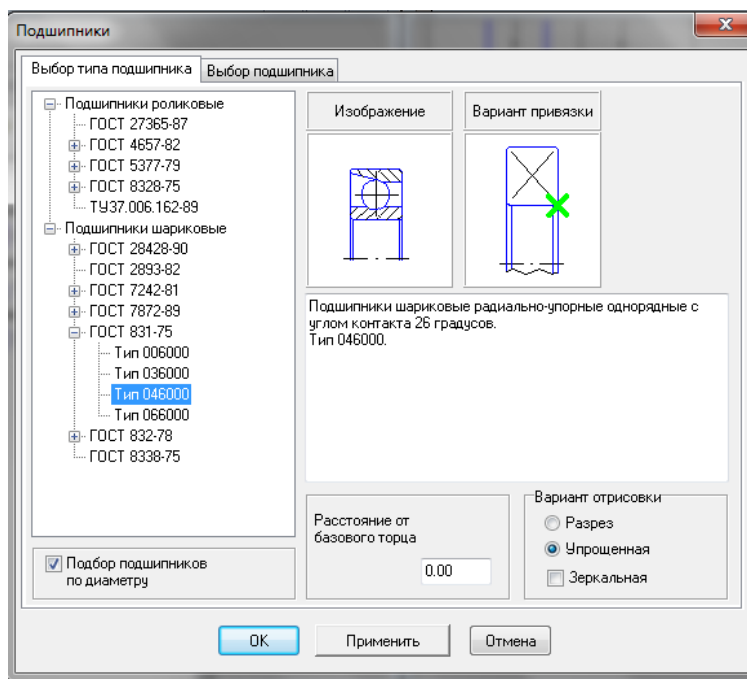 Подшипники
Выбор типа подшипника
Выбор подшипника
Подшипники роликовые
ГОСТ 27365-87
ГОСТ 4657-82
ГОСТ 5377-79
ГОСТ 8328-75
ТУ37.006.162-89
Подшипники шариковые
ГОСТ 28428-90
ГОСТ 2893-82
ГОСТ 7242-81
ГОСТ 7872-89
ГОСТ 831-75
Тип 006000
Тип 036000
Тип 046000
Тип 066000
ГОСТ 832-78
ГОСТ 8338-75
Подбор подшипников
по диаметру
Изображение
Вариант привязки
Подшипники шариковые радиально-упорные однорядные с
углом контакта 26 градусов.
Тип 046000.
Расстояние от
базового торца
0.00
Вариант отрисовки
Разрез
Упрощенная
Зеркальная
OK
Применить
Отмена